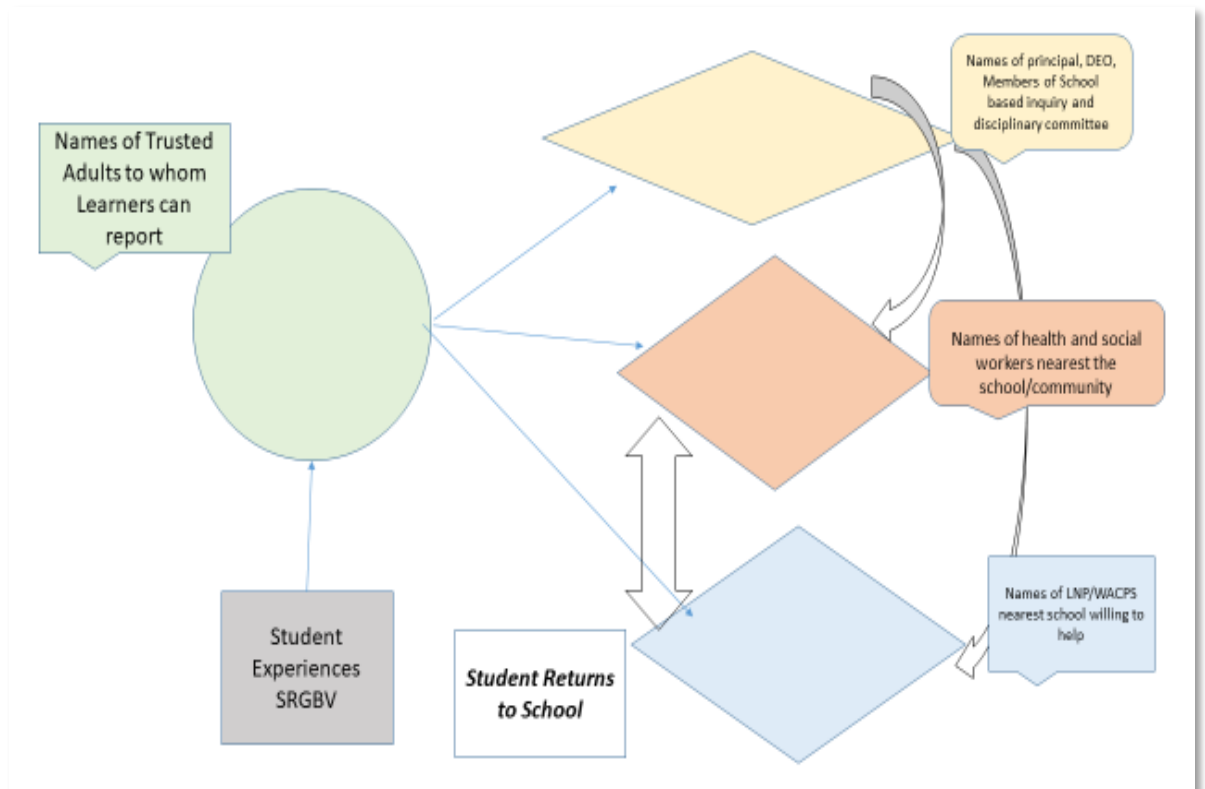 Names of Trusted
Adults to whom
Learners can
report
Names of principal, DEO,
Members of School
based inquiry and
disciplinary committee
Names of health and social
workers nearest the
school/community
Names of LNP/WACPS
nearest school willing to
help
Student
Experiences
SRGBV
Student Returns
to School